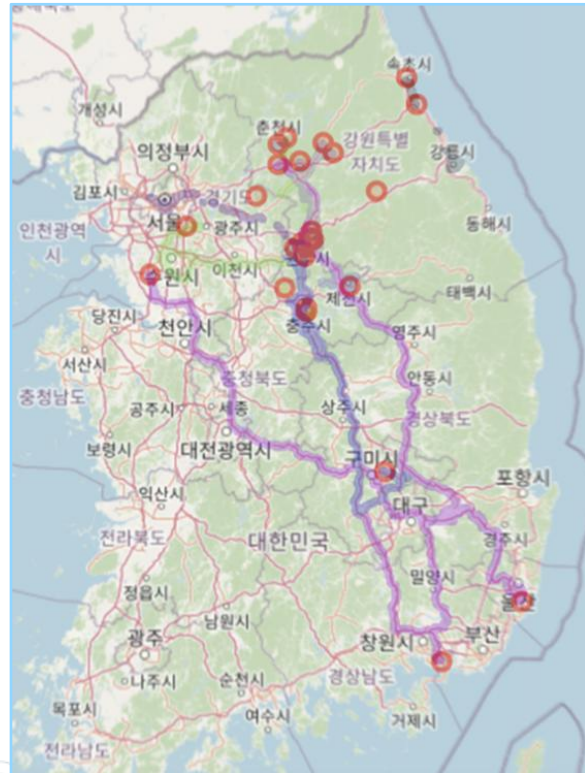 속초시
개성시
춘천시
의정부시
강원특별
자치도
강릉시
김포시
경기도
서울
광주시
인천광역
시
동해시
이천시
원시
태백시
제천시
당진시
충주시
천안시
영주시
서산시
충청북도
안동시
충청남도
공주시
세종
상주시
경상북도
보령시
대전광역시
구미시
포항시
익산시
대구
전라북도
대한민국
경주시
정읍시
밀양시
울산
남원시
창원시
부산
광주
나주시
순천시
경상남도
거제시
목포시
여수시
전라남도